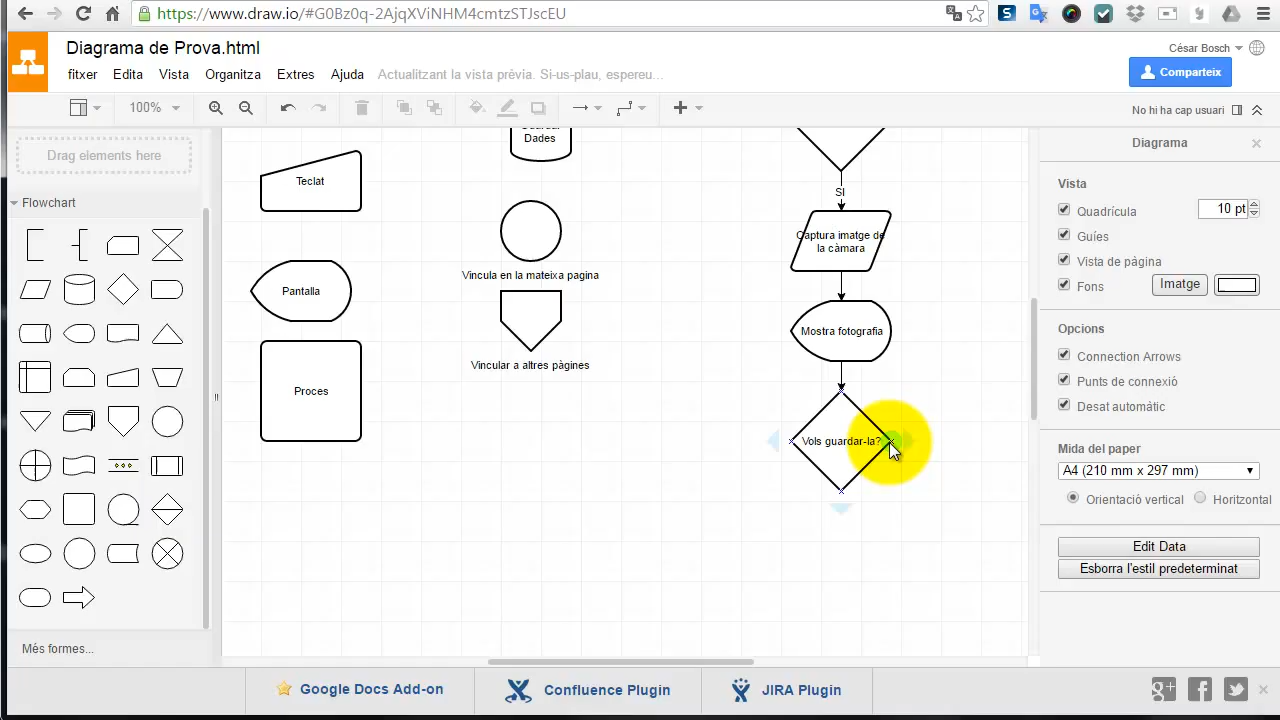 https://www.draw.io/#G0Bz0q-2AjqXViNHM4cmtzSTJscEU
Diagrama de Prova.html
César Bosch
fitxer Edita Vista Organitza Extres Ajuda Actualitzant la vista prèvia. Si-us-plau, espereu...
Comparteix
100%
No hi ha cap usuari
Drag elements here
Flowchart
Més formes...
Teclat
Pantalla
Proces
Dades
Vincula en la mateixa pagina
Vincular a altres pàgines
SI
Captura imatge de
la càmara
Mostra fotografia
Vols guardar-la?
Diagrama
Vista
Quadrícula 10 pt
Guíes
Vista de pàgina
Fons Imatge
Opcions
Connection Arrows
Punts de connexió
Desat automàtic
Mida del paper
A4 (210 mm x 297 mm)
Orientació vertical Horitzontal
Edit Data
Esborra l'estil predeterminat
Google Docs Add-on Confluence Plugin JIRA Plugin